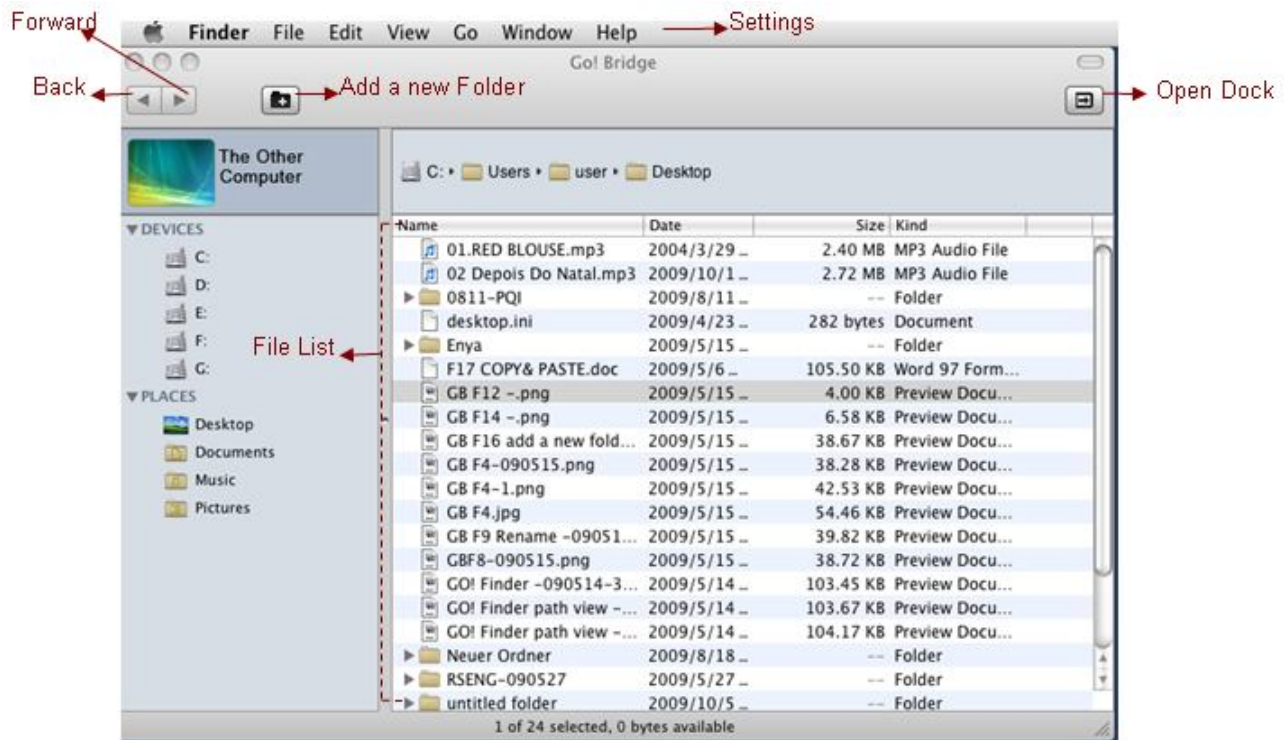 Forward
Finder File Edit View Go Window Help
Settings
Go! Bridge
Back
Add a new Folder
Open Dock
The Other
Computer
C: Users user Desktop
DEVICES
C:
D:
E:
F:
G:
PLACES
Desktop
Documents
Music
Pictures
File List
Name Date Size Kind
01.RED BLOUSE.mp3 2004/3/29 ... 2.40 MB MP3 Audio File
02 Depois Do Natal.mp3 2009/10/1 ... 2.72 MB MP3 Audio File
0811-PQI 2009/8/11 ... -- Folder
desktop.ini 2009/4/23 ... 282 bytes Document
Enya 2009/5/15 ... -- Folder
F17 COPY& PASTE.doc 2009/5/6 ... 105.50 KB Word 97 Form...
GB F12 -.png 2009/5/15 ... 4.00 KB Preview Docu...
GB F14 -.png 2009/5/15 ... 6.58 KB Preview Docu...
GB F16 add a new fold... 2009/5/15 ... 38.67 KB Preview Docu...
GB F4-090515.png 2009/5/15 ... 38.28 KB Preview Docu...
GB F4-1.png 2009/5/15 ... 42.53 KB Preview Docu...
GB F4.jpg 2009/5/15 ... 54.46 KB Preview Docu...
GB F9 Rename -09051... 2009/5/15 ... 39.82 KB Preview Docu...
GBF8-090515.png 2009/5/15 ... 38.72 KB Preview Docu...
GO! Finder -090514-3... 2009/5/14 ... 103.45 KB Preview Docu...
GO! Finder path view -... 2009/5/14 ... 103.67 KB Preview Docu...
GO! Finder path view -... 2009/5/14 ... 104.17 KB Preview Docu...
Neuer Ordner 2009/8/18 ... -- Folder
RSENG-090527 2009/5/27 ... -- Folder
untitled folder 2009/10/5 ... -- Folder
1 of 24 selected, 0 bytes available